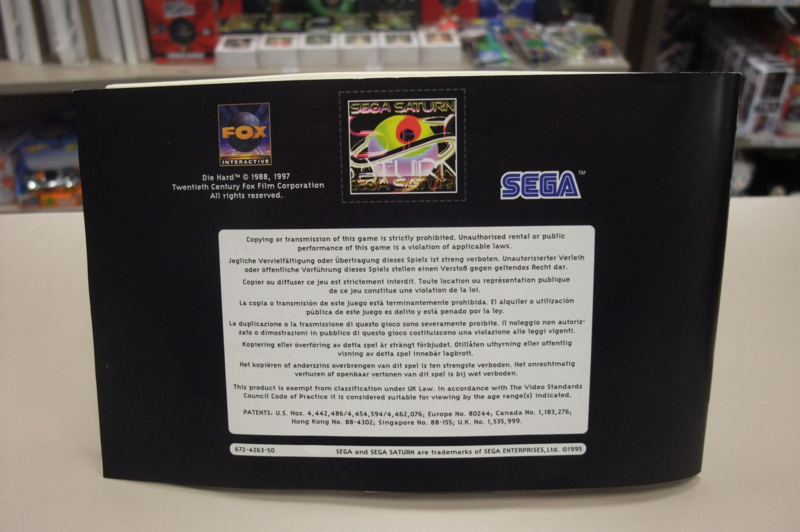 FOX
INTERACTIVE
Die Hard™ © 1988, 1997
Twentieth Century Fox Film Corporation
All rights reserved.
SEGA SATURN
SEGA™
Copying or transmission of this game is strictly prohibited. Unauthorised rental or public
performance of this game is a violation of applicable laws.
Jegliche Vervielfältigung oder Übertragung dieses Spiels ist streng verboten. Unautorisierter Verleih
oder öffentliche Vorführung dieses Spiels stellen einen Verstoß gegen geltendes Recht dar.
Copier ou diffuser ce jeu est strictement interdit. Toute location ou représentation publique
de ce jeu constitue une violation de la loi.
La copia o transmisión de este juego está terminantemente prohibida. El alquiler o utilización
pública de este juego es delito y está penado por la ley.
La duplicazione o la trasmissione di questo gioco sono severamente proibite. Il noleggio non autoriz-
zato o dimostrazioni in pubblico di questo gioco costituiscono una violazione alle leggi vigenti.
Kopiering eller överföring av detta spel är strängt förbjudet. Otillåten uthyrning eller offentlig
visning av detta spel innebär lagbrott.
Het kopiëren of anderszins overbrengen van dit spel is ten strengste verboden. Het onrechtmatig
verhuren of openbaar vertonen van dit spel is bij wet verboden.
This product is exempt from classification under UK Law. In accordance with The Video Standards
Council Code of Practice it is considered suitable for viewing by the age range(s) indicated.
PATENTS: U.S. Nos. 4,442,486/4,454,594/4,462,076; Europe No. 80244; Canada No. 1,183,276;
Hong Kong No. 88-4302; Singapore No. 88-155; U.K. No. 1,535,999.
672-4263-50 SEGA and SEGA SATURN are trademarks of SEGA ENTERPRISES, Ltd. ©1995